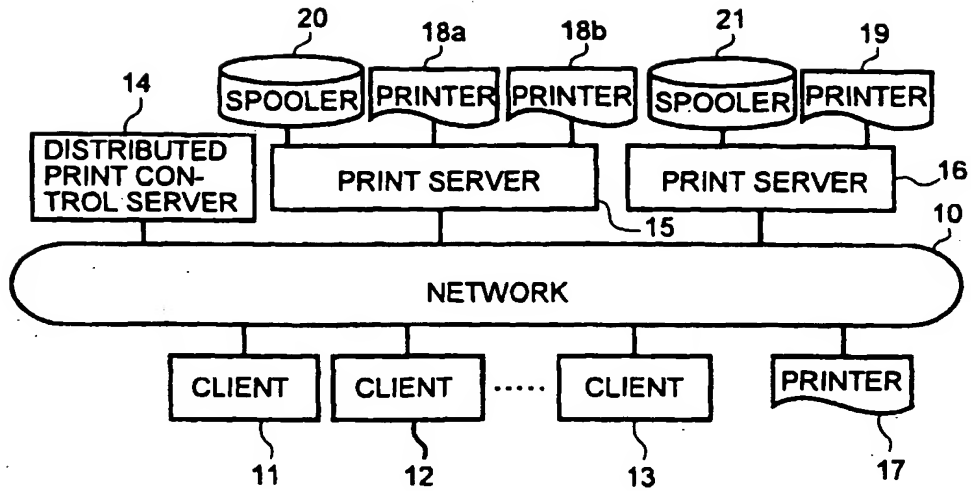 20
18a
18b
21
19
14
SPOOLER
PRINTER
PRINTER
SPOOLER
PRINTER
DISTRIBUTED
PRINT CON-
TROL SERVER
PRINT SERVER
PRINT SERVER
16
15
10
NETWORK
CLIENT
CLIENT
.....
CLIENT
PRINTER
11
12
13
17